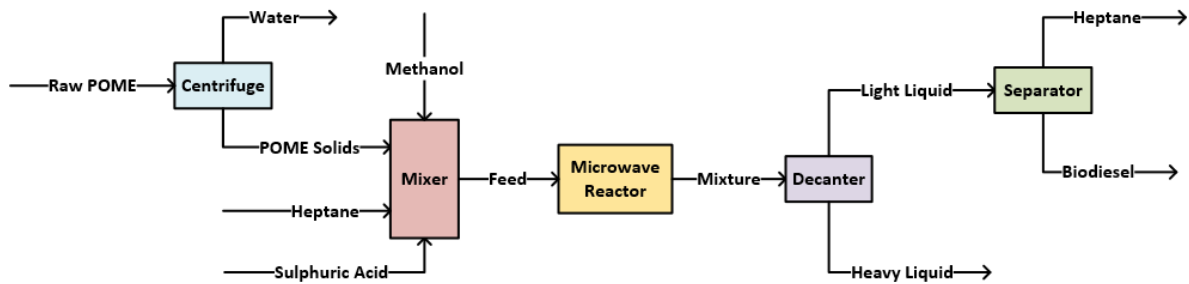 Water
Heptane
Methanol
Raw POME
Centrifuge
Light Liquid
Separator
POME Solids
Mixer
Feed
Microwave
Reactor
Mixture
Decanter
Biodiesel
Heptane
Sulphuric Acid
Heavy Liquid